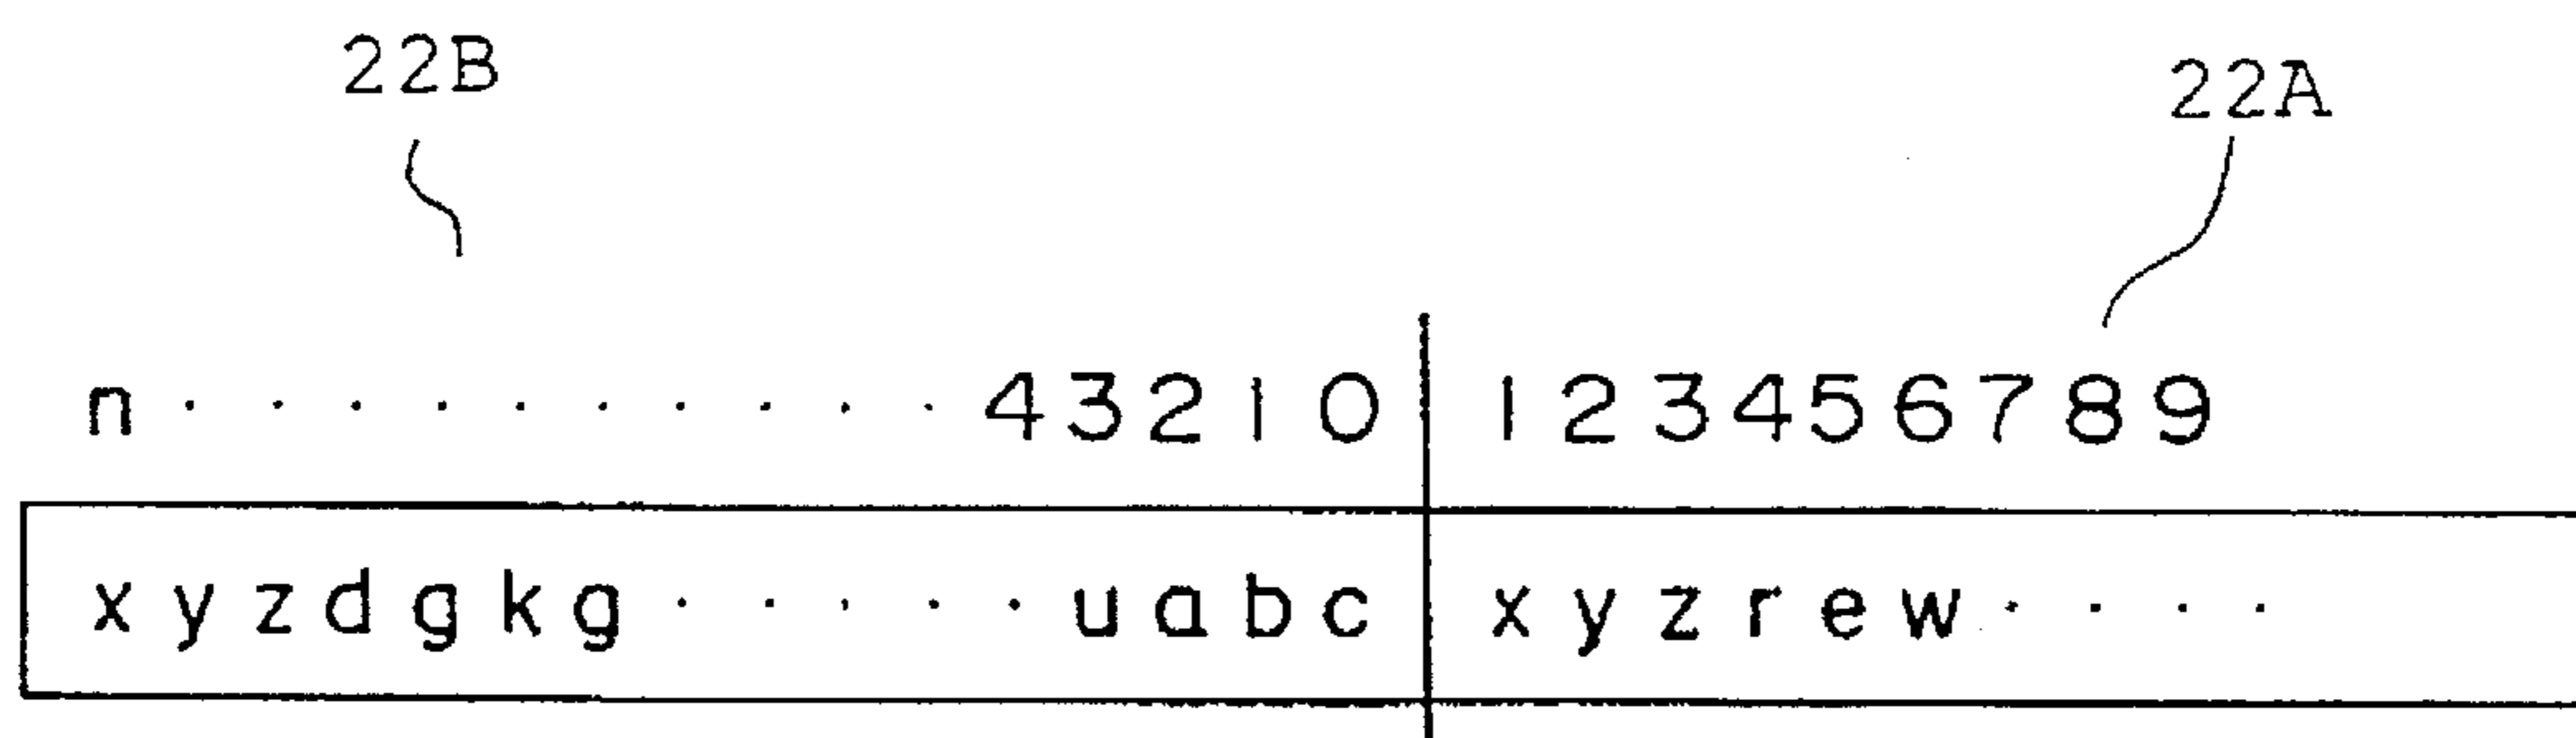 22B 22A
n · · · · · · · · · · 4 3 2 1 0 1 2 3 4 5 6 7 8 9
x y z d g k g · · · · · u a b c x y z r e w · · · ·